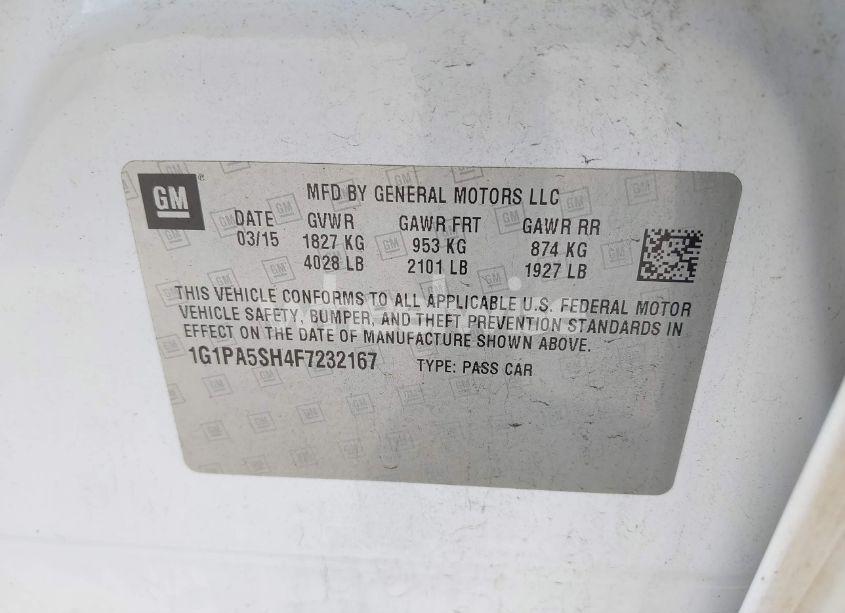 GM
MFD BY GENERAL MOTORS LLC
DATE GVWR GAWR FRT GAWR RR
03/15 1827 KG 953 KG 874 KG
4028 LB 2101 LB 1927 LB
THIS VEHICLE CONFORMS TO ALL APPLICABLE U.S. FEDERAL MOTOR
VEHICLE SAFETY, BUMPER, AND THEFT PREVENTION STANDARDS IN
EFFECT ON THE DATE OF MANUFACTURE SHOWN ABOVE.
1G1PA5SH4F7232167 TYPE: PASS CAR